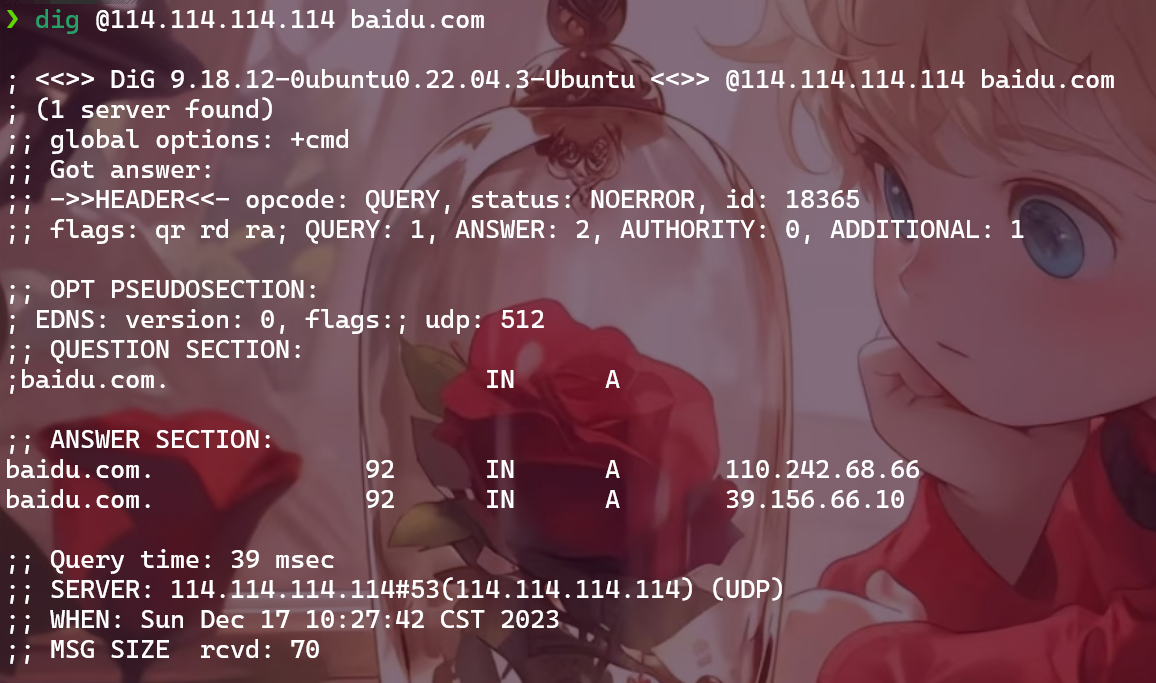 ❯ dig @114.114.114.114 baidu.com
; <<>> DiG 9.18.12-0ubuntu0.22.04.3-Ubuntu <<>> @114.114.114.114 baidu.com
; (1 server found)
;; global options: +cmd
;; Got answer:
;; ->>HEADER<<- opcode: QUERY, status: NOERROR, id: 18365
;; flags: qr rd ra; QUERY: 1, ANSWER: 2, AUTHORITY: 0, ADDITIONAL: 1
;; OPT PSEUDOSECTION:
; EDNS: version: 0, flags:; udp: 512
;; QUESTION SECTION:
;baidu.com. IN A
;; ANSWER SECTION:
baidu.com. 92 IN A 110.242.68.66
baidu.com. 92 IN A 39.156.66.10
;; Query time: 39 msec
;; SERVER: 114.114.114.114#53(114.114.114.114) (UDP)
;; WHEN: Sun Dec 17 10:27:42 CST 2023
;; MSG SIZE  rcvd: 70